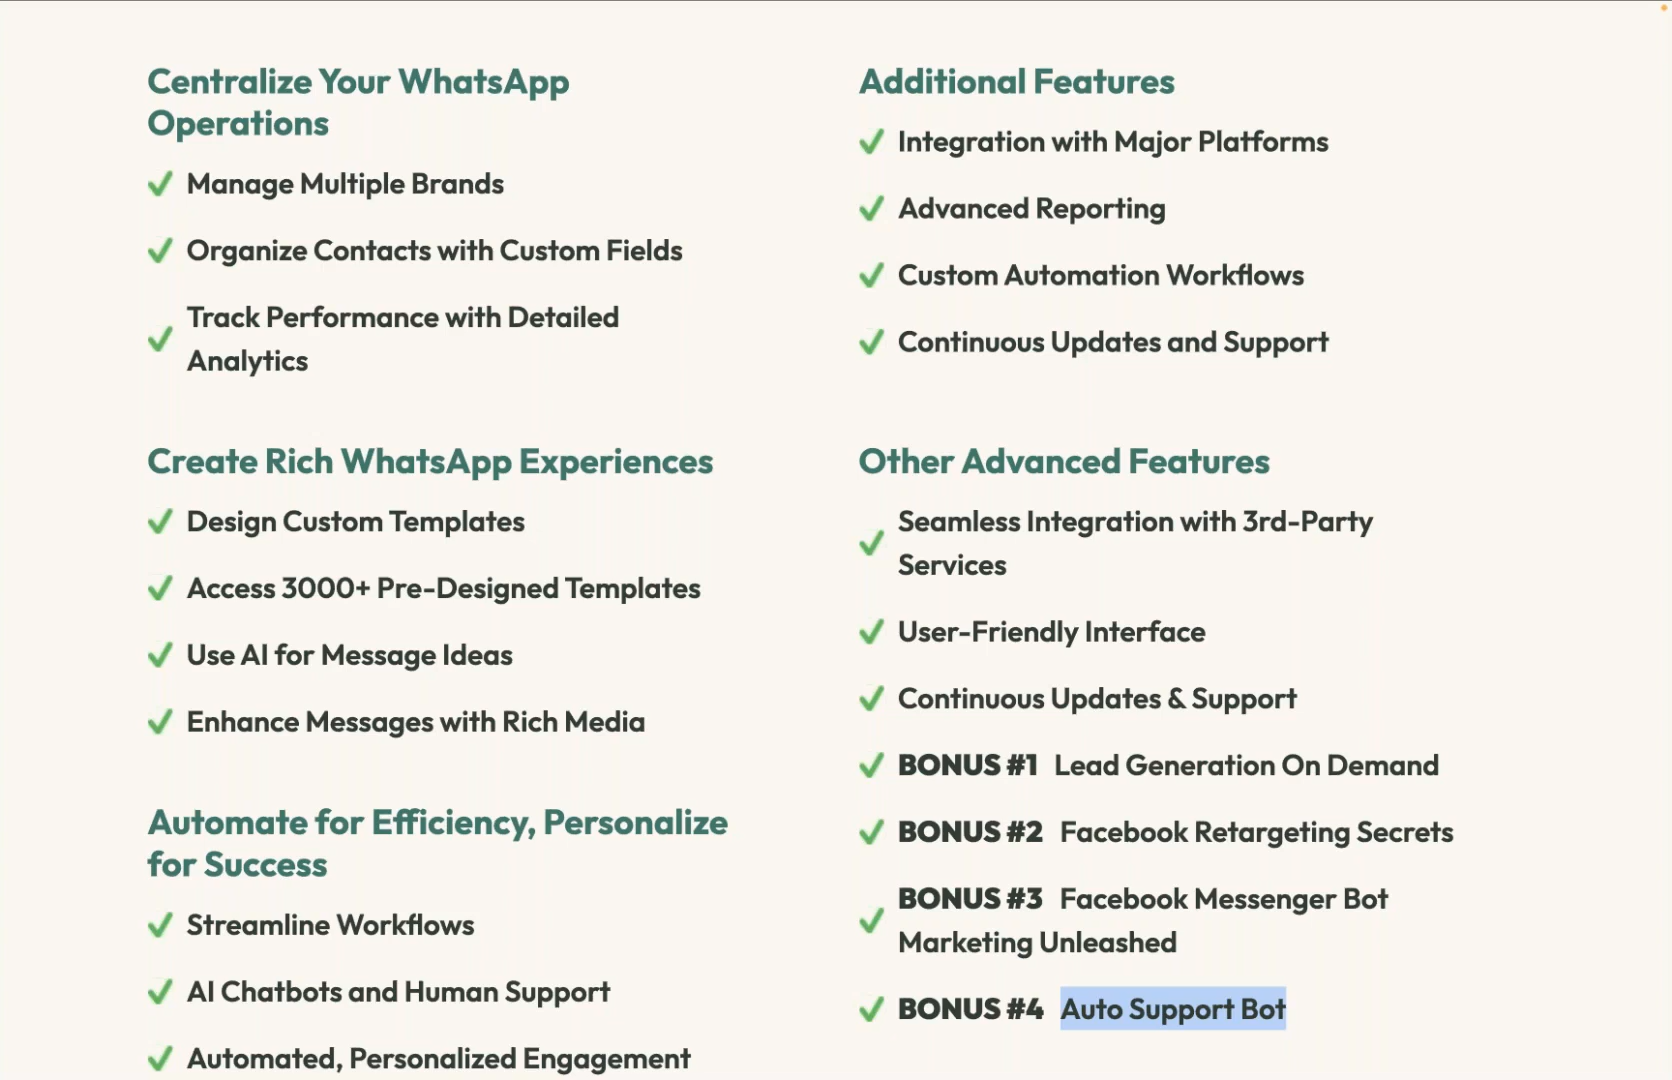 Centralize Your WhatsApp
Operations
Manage Multiple Brands
Organize Contacts with Custom Fields
Track Performance with Detailed
Analytics
Create Rich WhatsApp Experiences
Design Custom Templates
Access 3000+ Pre-Designed Templates
Use AI for Message Ideas
Enhance Messages with Rich Media
Automate for Efficiency, Personalize
for Success
Streamline Workflows
AI Chatbots and Human Support
Automated, Personalized Engagement
Additional Features
Integration with Major Platforms
Advanced Reporting
Custom Automation Workflows
Continuous Updates and Support
Other Advanced Features
Seamless Integration with 3rd-Party
Services
User-Friendly Interface
Continuous Updates & Support
BONUS #1 Lead Generation On Demand
BONUS #2 Facebook Retargeting Secrets
BONUS #3 Facebook Messenger Bot
Marketing Unleashed
BONUS #4 Auto Support Bot